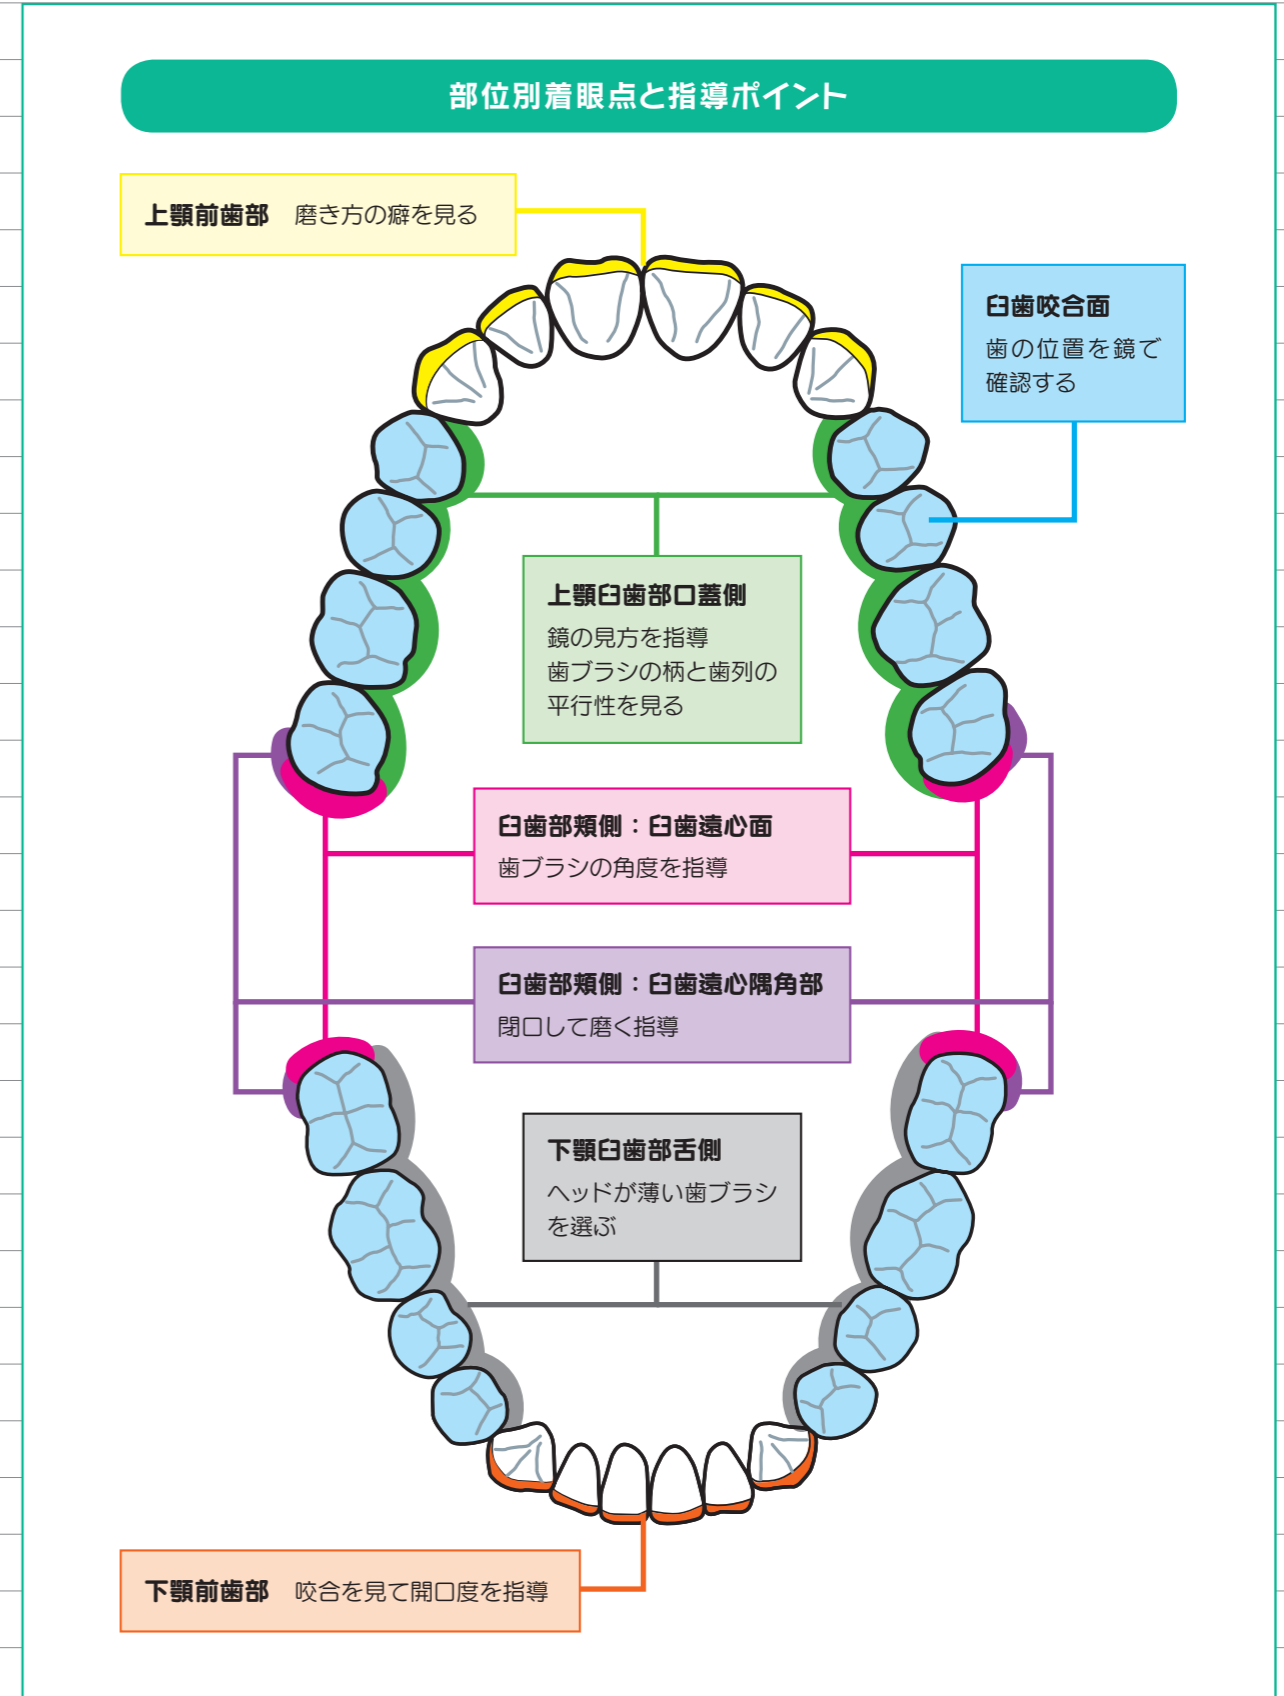 部位別着眼点と指導ポイント
上顎前歯部 磨き方の癖を見る
臼歯咬合面
歯の位置を鏡で
確認する
上顎臼歯部口蓋側
鏡の見方を指導
歯ブラシの柄と歯列の
平行性を見る
臼歯部頬側：臼歯遠心面
歯ブラシの角度を指導
臼歯部頬側：臼歯遠心隅角部
閉口して磨く指導
下顎臼歯部舌側
ヘッドが薄い歯ブラシ
を選ぶ
下顎前歯部 咬合を見て開口度を指導